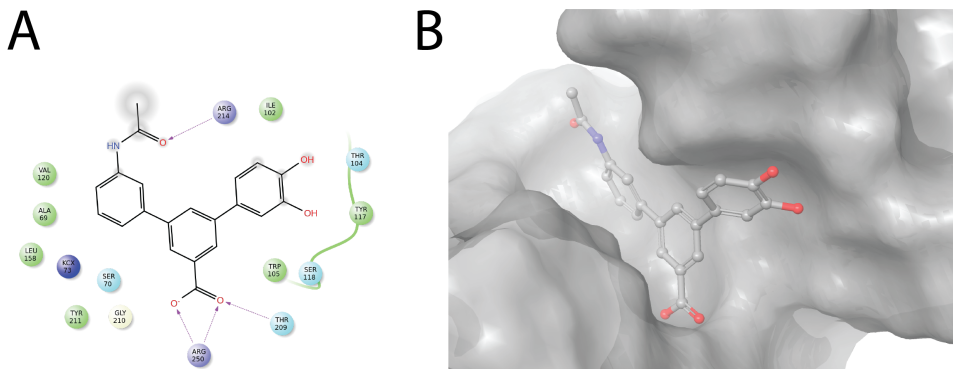 A
B
ARG
214
ILE
102
O
HN
OH
THR
104
VAL
120
OH
ALA
69
TYR
117
LEU
158
KCX
73
SER
70
TRP
105
SER
118
O-
O
TYR
211
GLY
210
THR
209
ARG
250